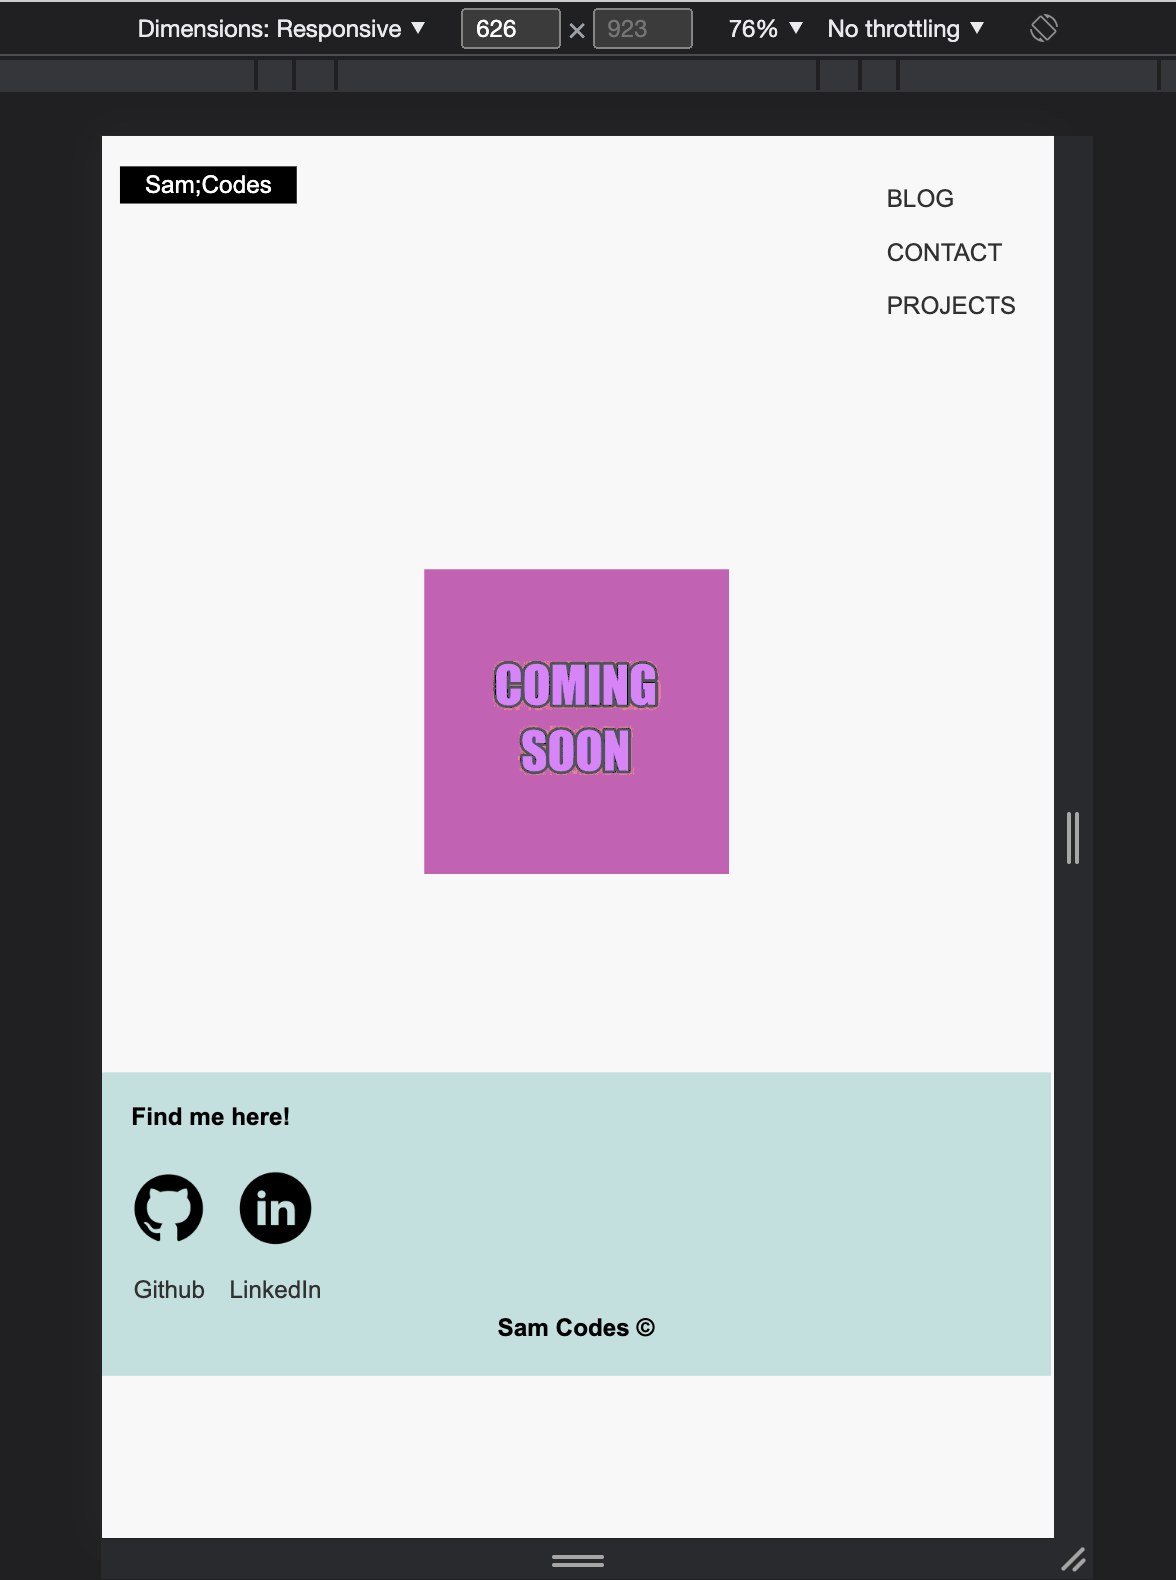 Dimensions: Responsive ▼ 626 × 923 76% ▼ No throttling ▼
Sam;Codes
BLOG
CONTACT
PROJECTS
COMING
SOON
Find me here!
in
Github LinkedIn
Sam Codes ©